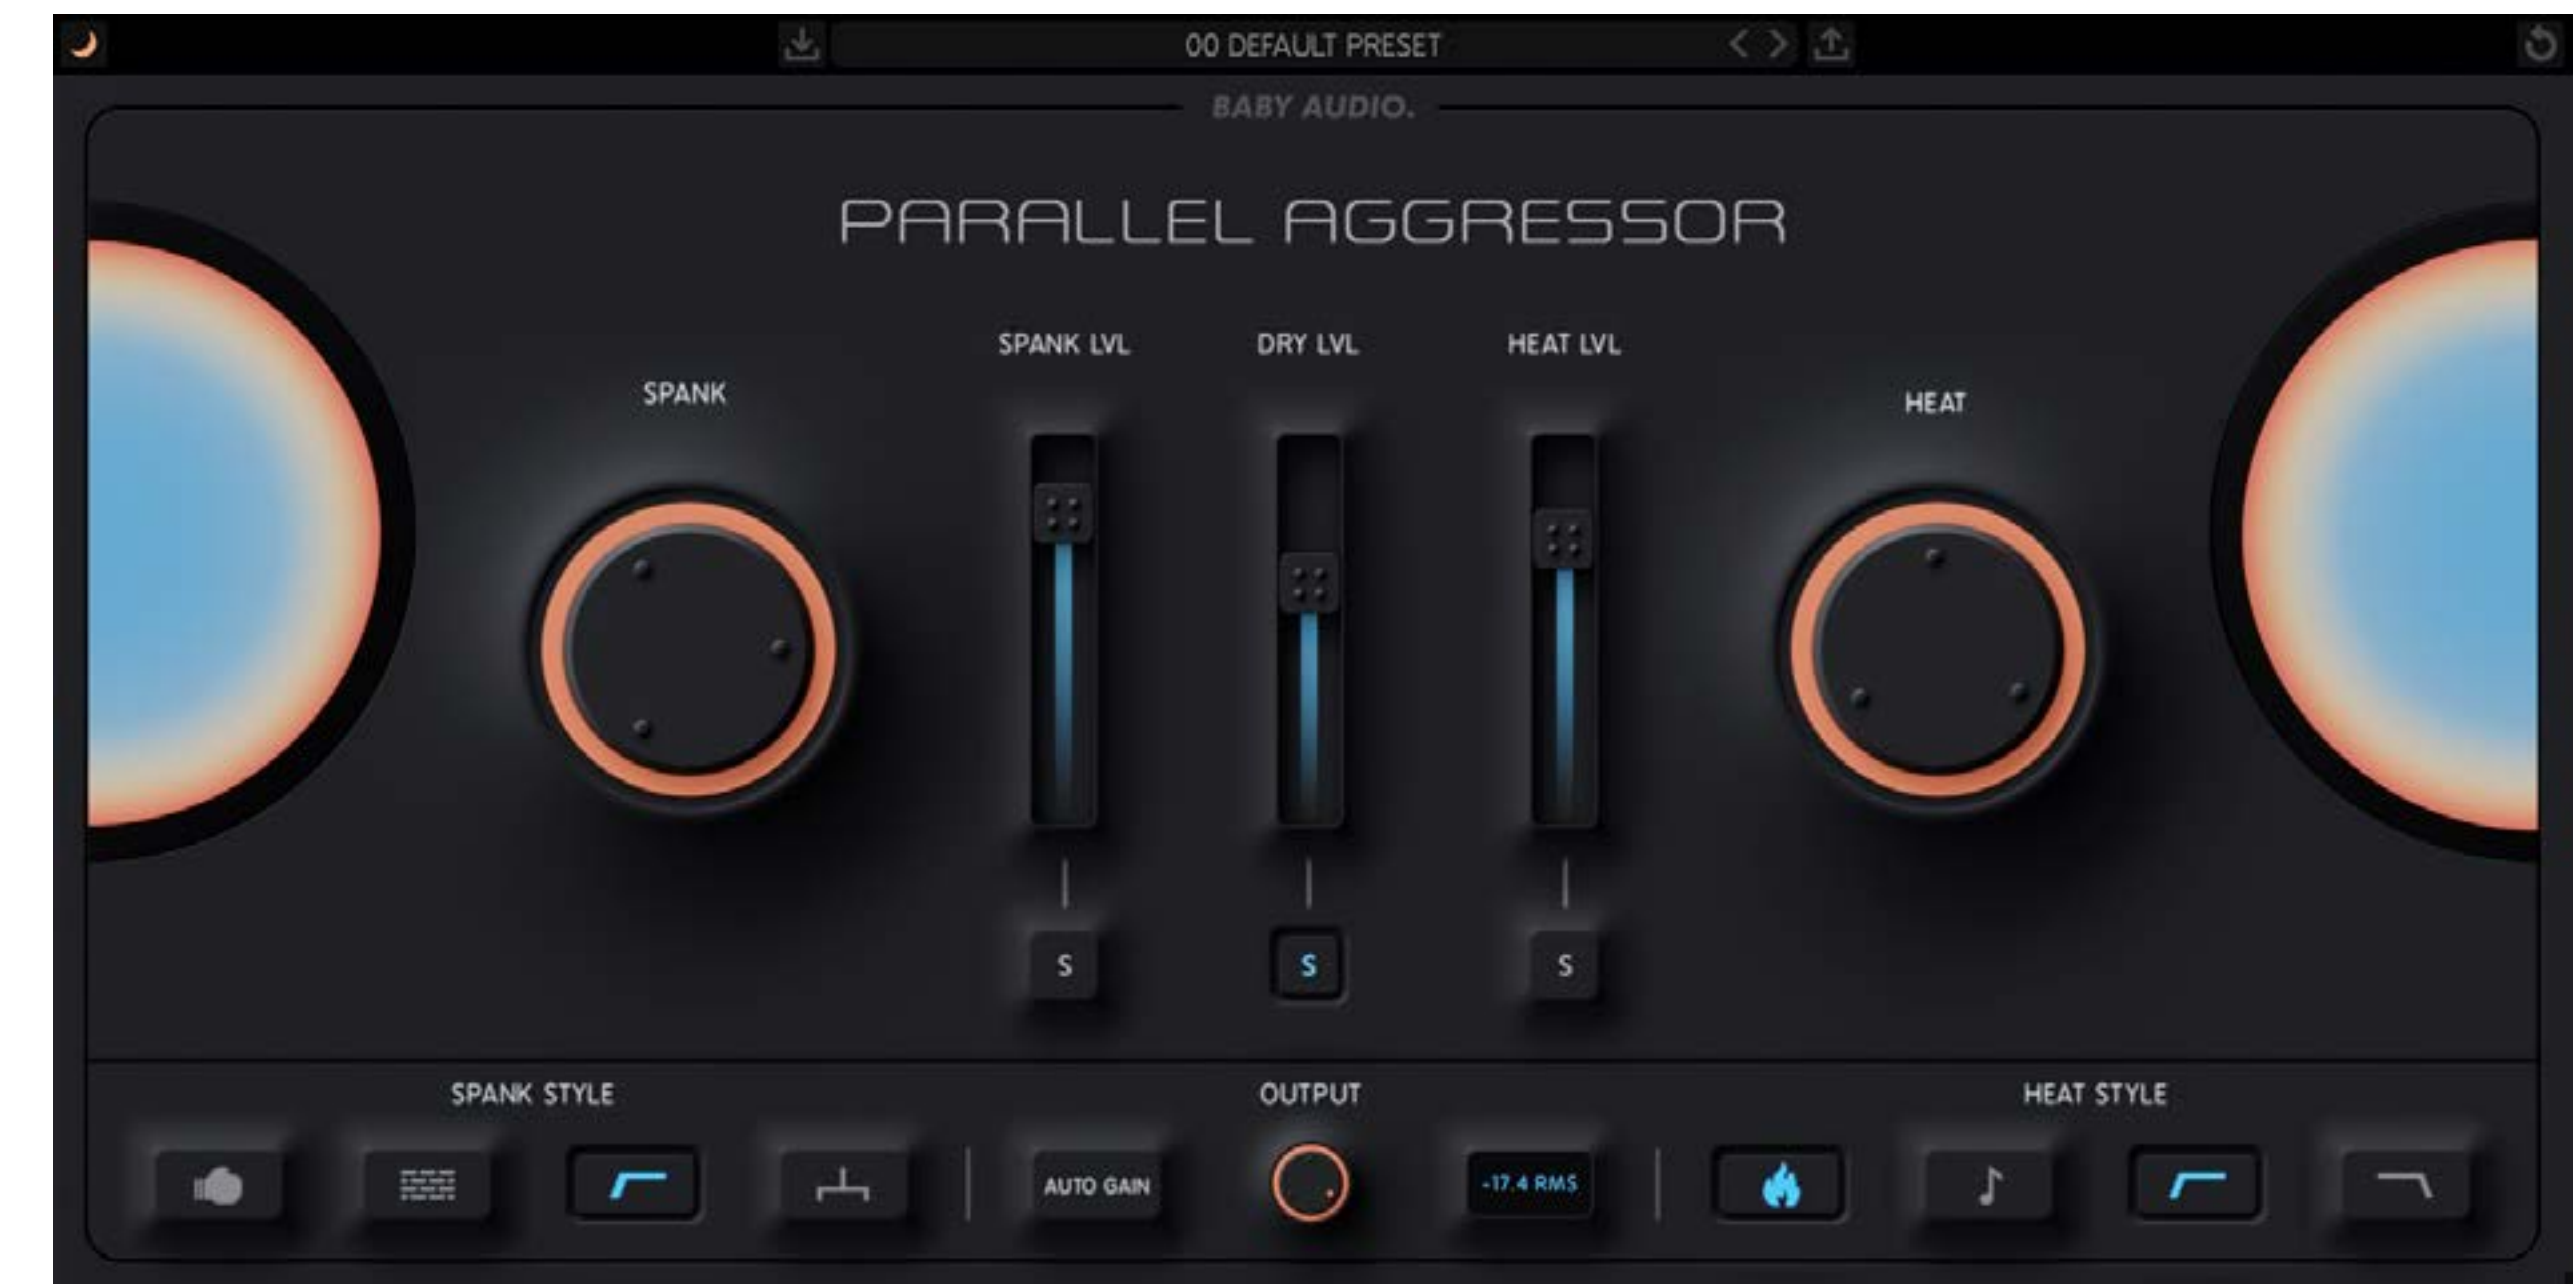 00 DEFAULT PRESET
BABY AUDIO.
PARALLEL AGGRESSOR
SPANK LVL
DRY LVL
HEAT LVL
SPANK
HEAT
S
S
S
SPANK STYLE
OUTPUT
HEAT STYLE
AUTO GAIN
-17.4 RMS